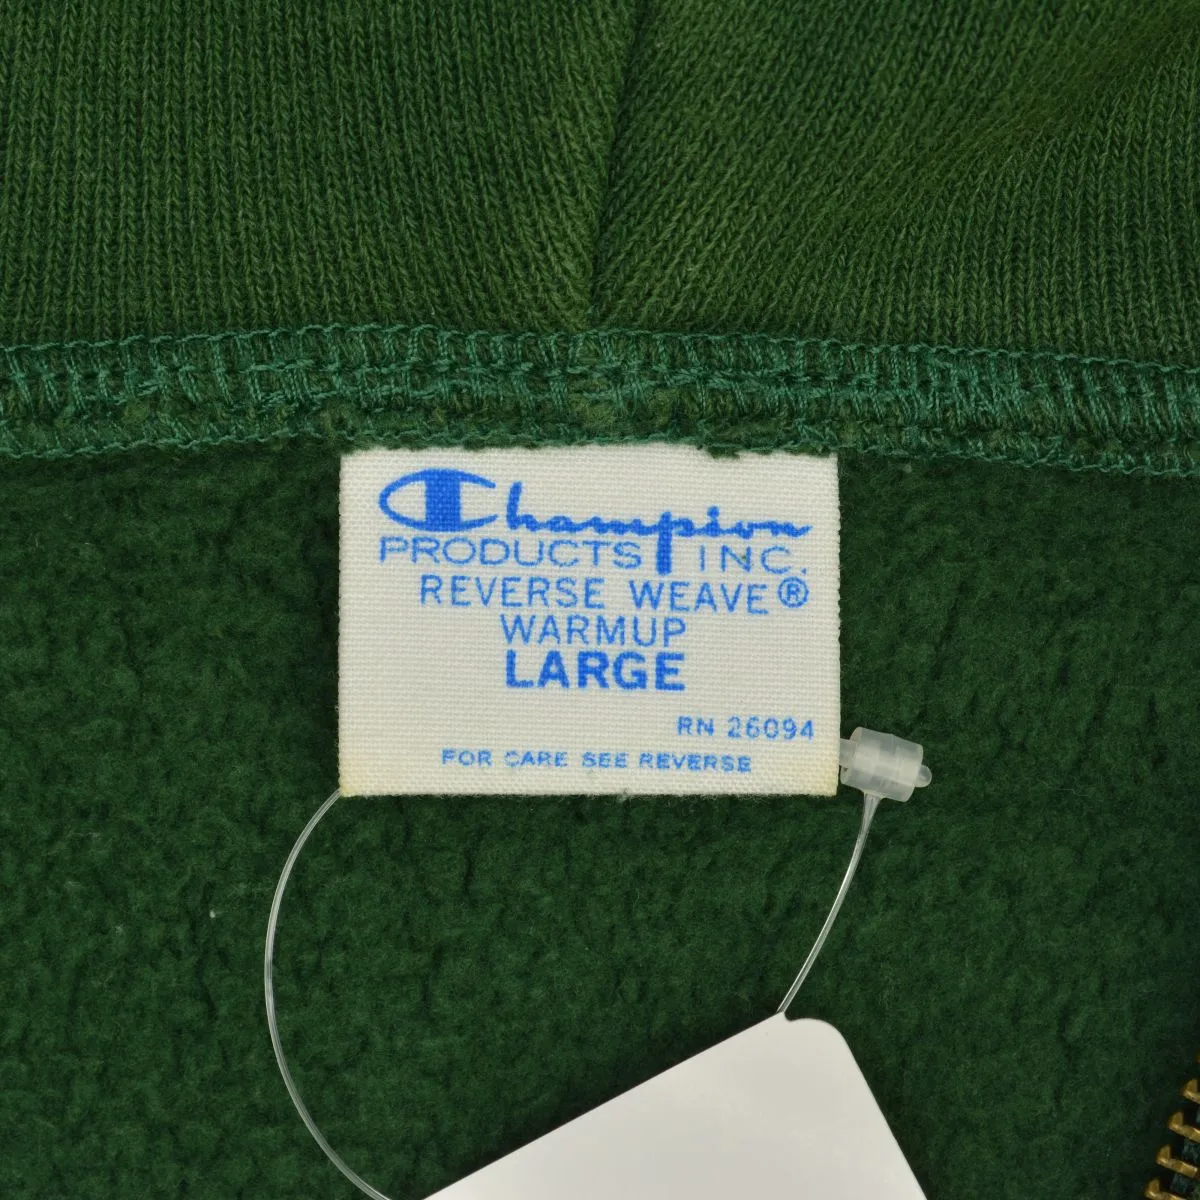 Champion
PRODUCTS INC.
REVERSE WEAVE®
WARMUP
LARGE
RN 26094
FOR CARE SEE REVERSE